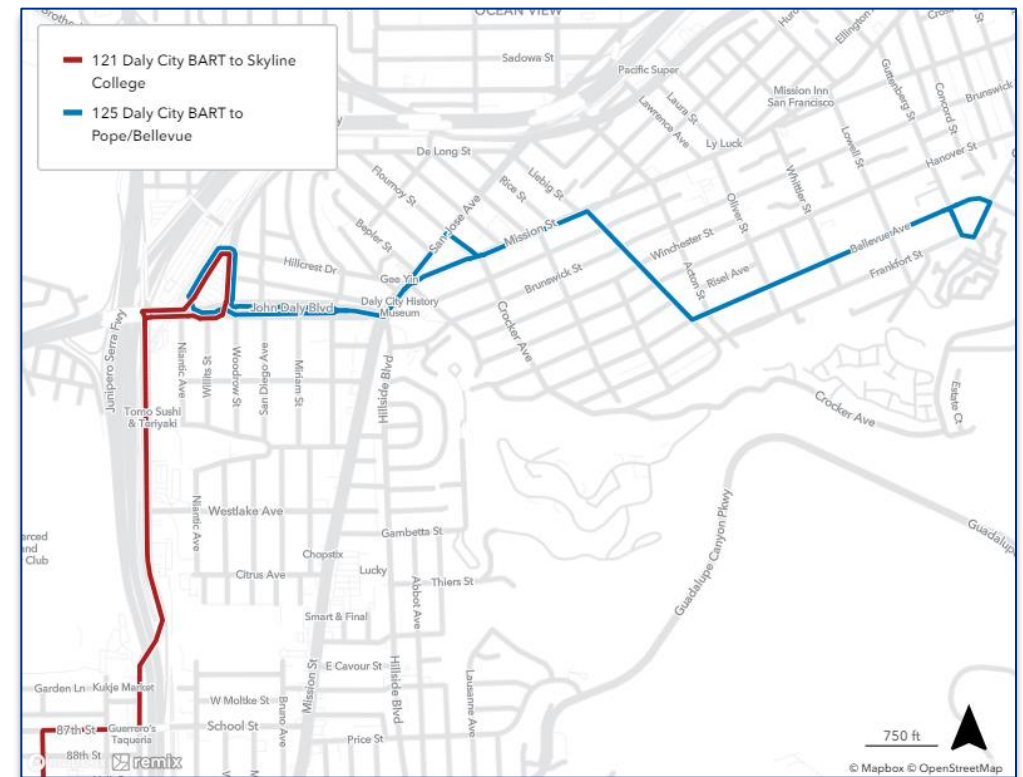 OCEAN VIEW
121 Daly City BART to Skyline
College
125 Daly City BART to
Pope/Bellevue
Sadowa St
Pacific Super
Ellington
Mission Inn
San Francisco
Guttenberg St
Concord St
Brunswick
Laura St
Lawrence Ave
Ly Luck
Lowell St
Hanover St
De Long St
Flournoy St
Liebig St
Rice St
San Jose Ave
Bepler St
Mission St
Whittier St
Oliver St
Winchester St
Bellevue Ave
Frankfort St
Hillcrest Dr
Gee Yin
Brunswick St
Acton St
Risel Ave
Daly City History
Museum
John Daly Blvd
Junipero Serra Fwy
Niantic Ave
Willits St
Woodrow St
San Diego Ave
Miriam St
Hillside Blvd
Crocker Ave
Tomo Sushi
& Teriyaki
Crocker Ave
Estate Ct
Niantic Ave
Westlake Ave
Gambetta St
Guadalupe Canyon Pkwy
Guadalupe
Club
Chopstix
Citrus Ave
Lucky
Thiers St
Abbot Ave
Smart & Final
E Cavour St
Mission St
Hillside Blvd
Lausanne Ave
Garden Ln
Kukje Market
W Moltke St
Bruno Ave
87th St
Guerrero's
Taqueria
School St
Price St
88th St
remix
750 ft
© Mapbox © OpenStreetMap